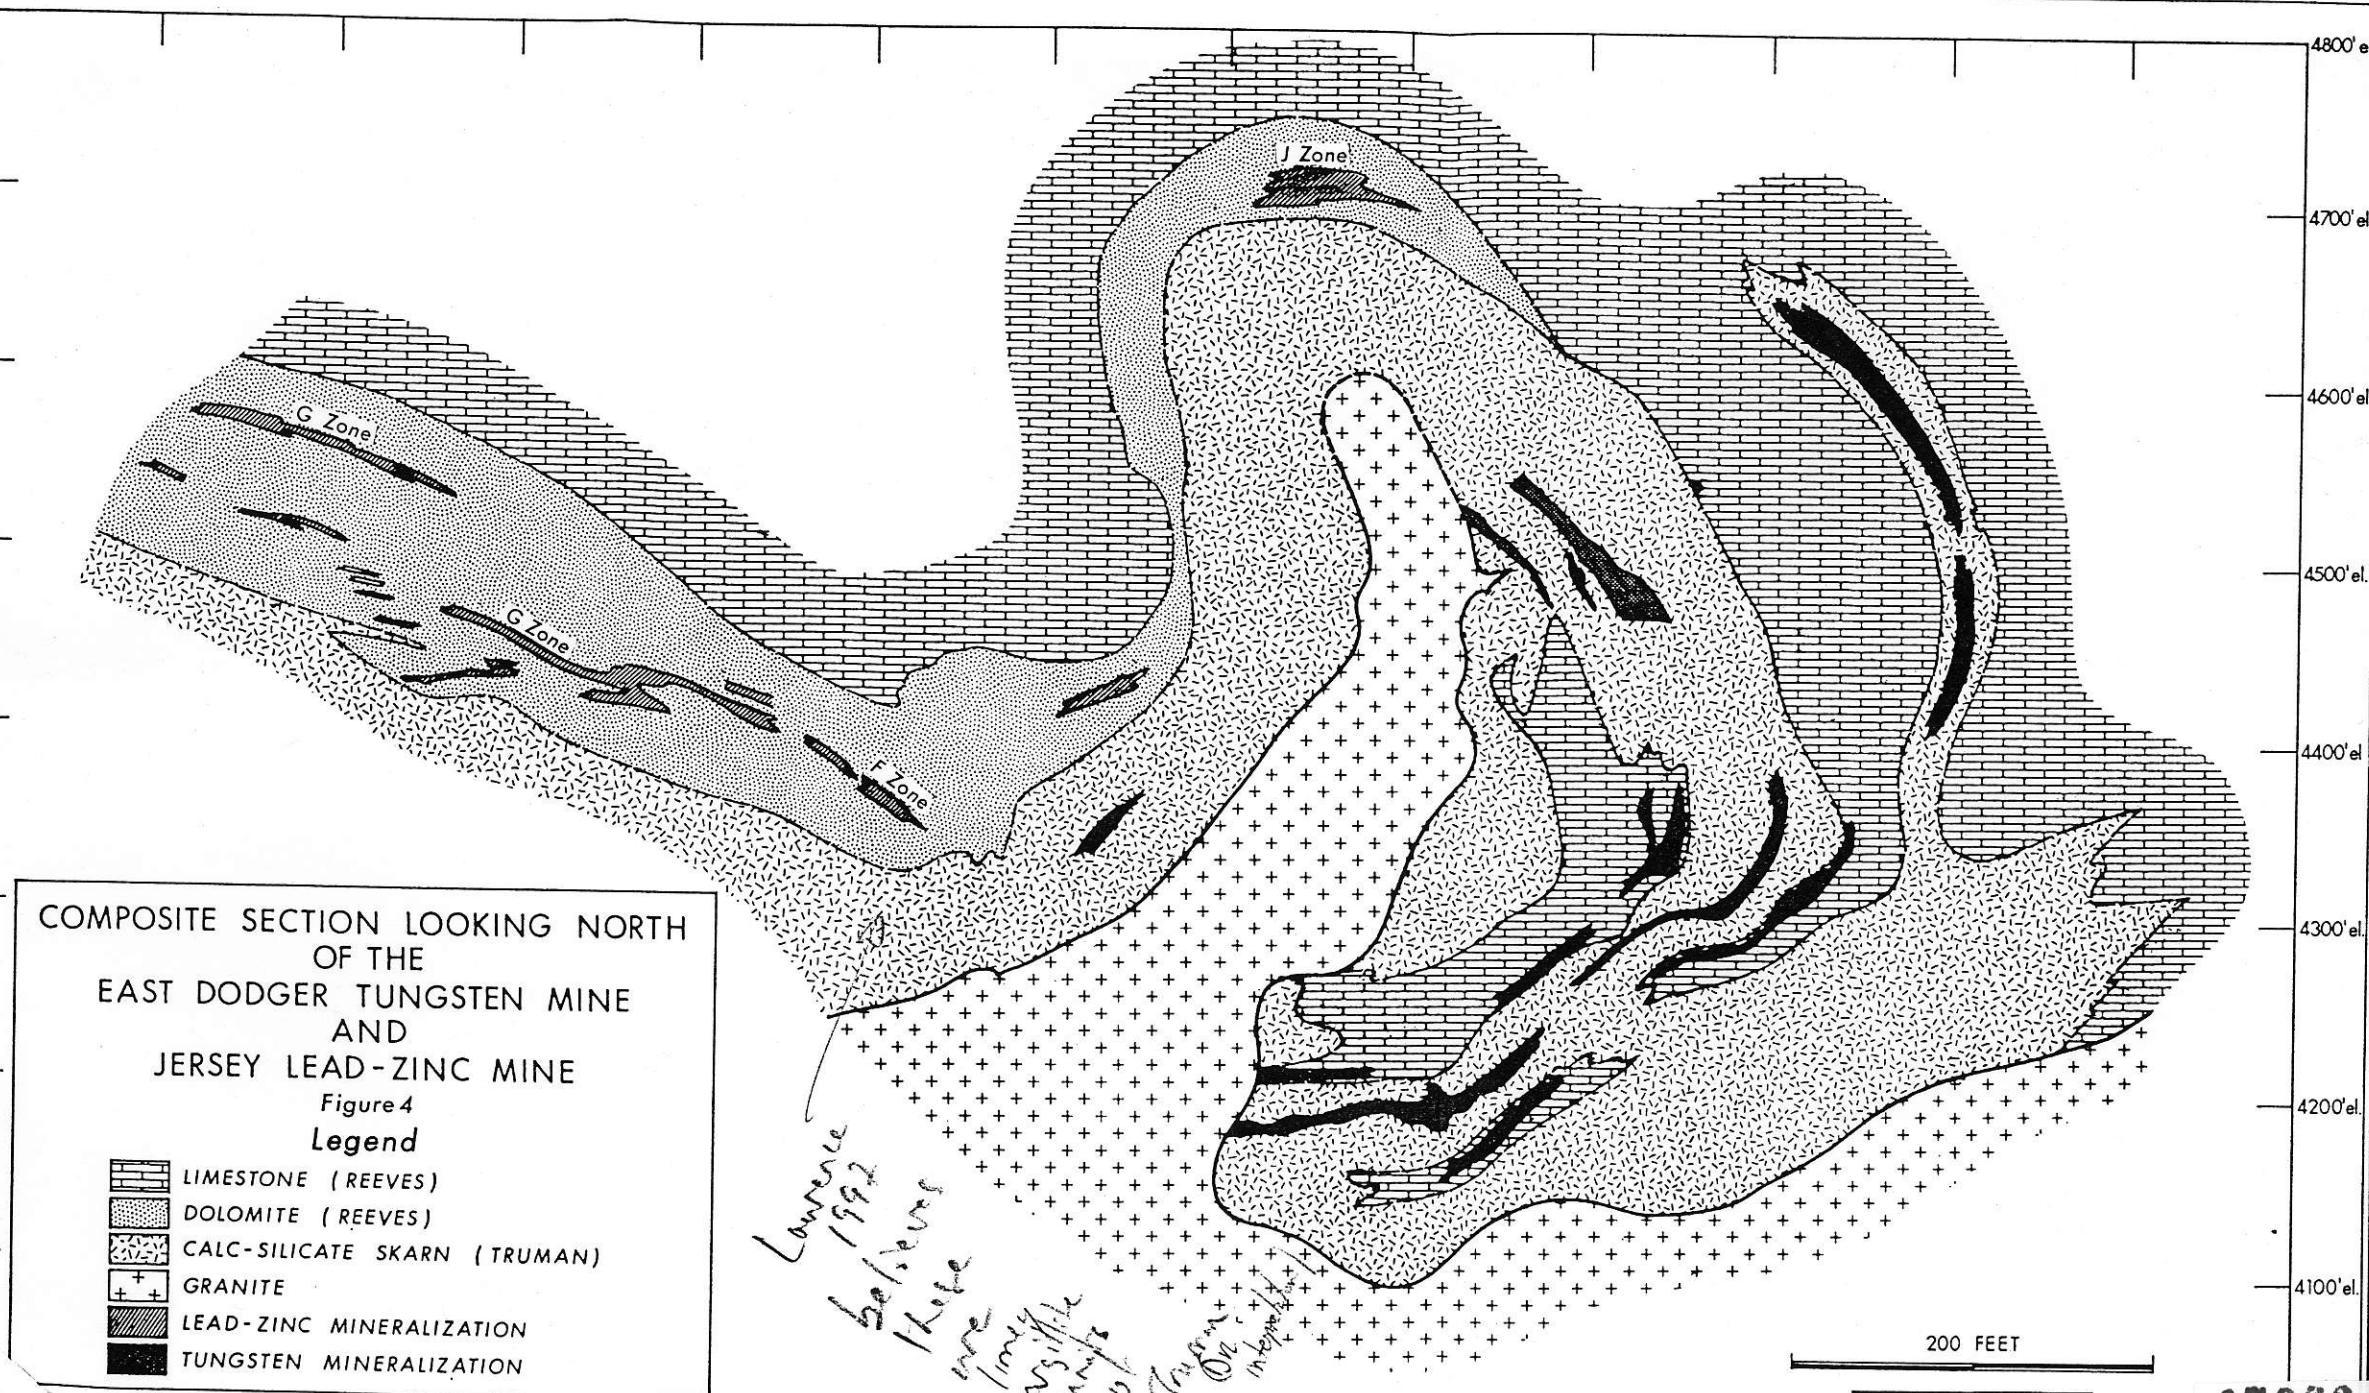 4800' e
J Zone
4700' el
4600' el
G Zone
4500' el.
G Zone
4400' el
F Zone
4300' el.
4200' el.
4100' el.
200 FEET
COMPOSITE SECTION LOOKING NORTH
OF THE
EAST DODGER TUNGSTEN MINE
AND
JERSEY LEAD-ZINC MINE
Figure 4
Legend
LIMESTONE (REEVES)
DOLOMITE (REEVES)
CALC-SILICATE SKARN (TRUMAN)
GRANITE
LEAD-ZINC MINERALIZATION
TUNGSTEN MINERALIZATION
Lawrence
1992
believes
these
are
limey